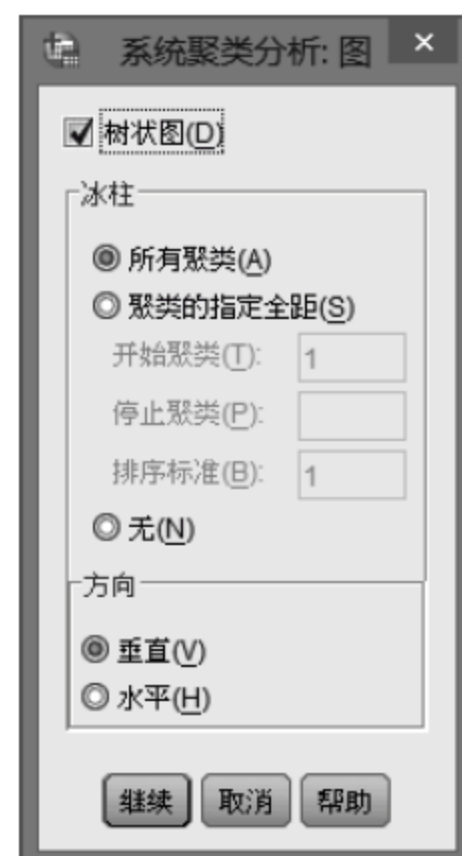 系统聚类分析: 图
树状图(D)
冰柱
所有聚类(A)
聚类的指定全距(S)
开始聚类(T): 1
停止聚类(P):
排序标准(B): 1
无(N)
方向
垂直(V)
水平(H)
继续 取消 帮助